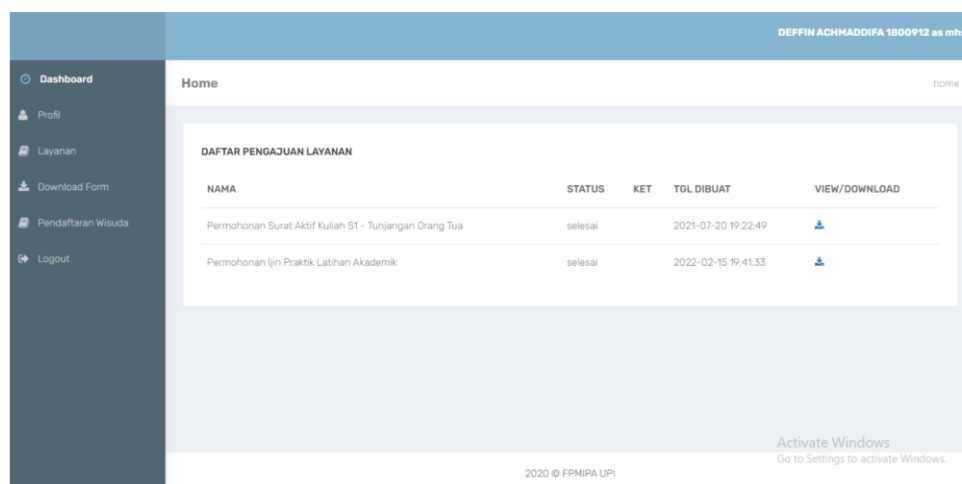 DEFFIN ACHMADDIFA 1800912 as mh
Dashboard
Profil
Layanan
Download Form
Pendaftaran Wisuda
Logout
Home
home
DAFTAR PENGAJUAN LAYANAN
NAMA STATUS KET TGL DIBUAT VIEW/DOWNLOAD
Permohonan Surat Aktif Kuliah S1 - Tunjangan Orang Tua selesai 2021-07-20 19:22:49
Permohonan Ijin Praktik Latihan Akademik selesai 2022-02-15 19:41:33
Activate Windows
Go to Settings to activate Windows.
2020 © FPMIPA UPI